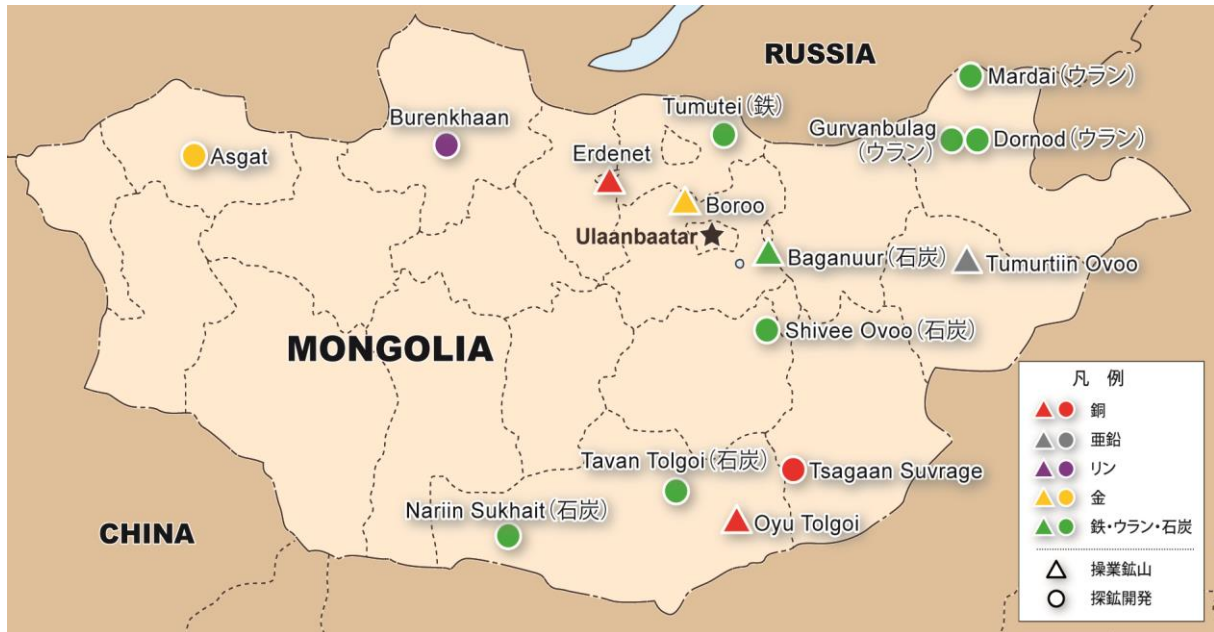 RUSSIA
Mardai(ウラン)
Tumutei(鉄)
Burenkhaan
Gurvanbulag
(ウラン)
Dornod(ウラン)
Asgat
Erdenet
Boroo
Ulaanbaatar
Baganuur(石炭)
Tumurtiin Ovoo
Shivee Ovoo(石炭)
MONGOLIA
Tavan Tolgoi(石炭)
Tsagaan Suvrage
Nariin Sukhait(石炭)
Oyu Tolgoi
CHINA
凡 例
銅
亜鉛
リン
金
鉄・ウラン・石炭
操業鉱山
探鉱開発